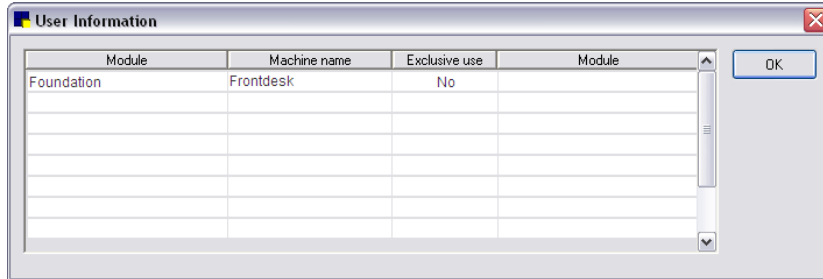 User Information
Module Machine name Exclusive use Module
OK
Foundation Frontdesk No